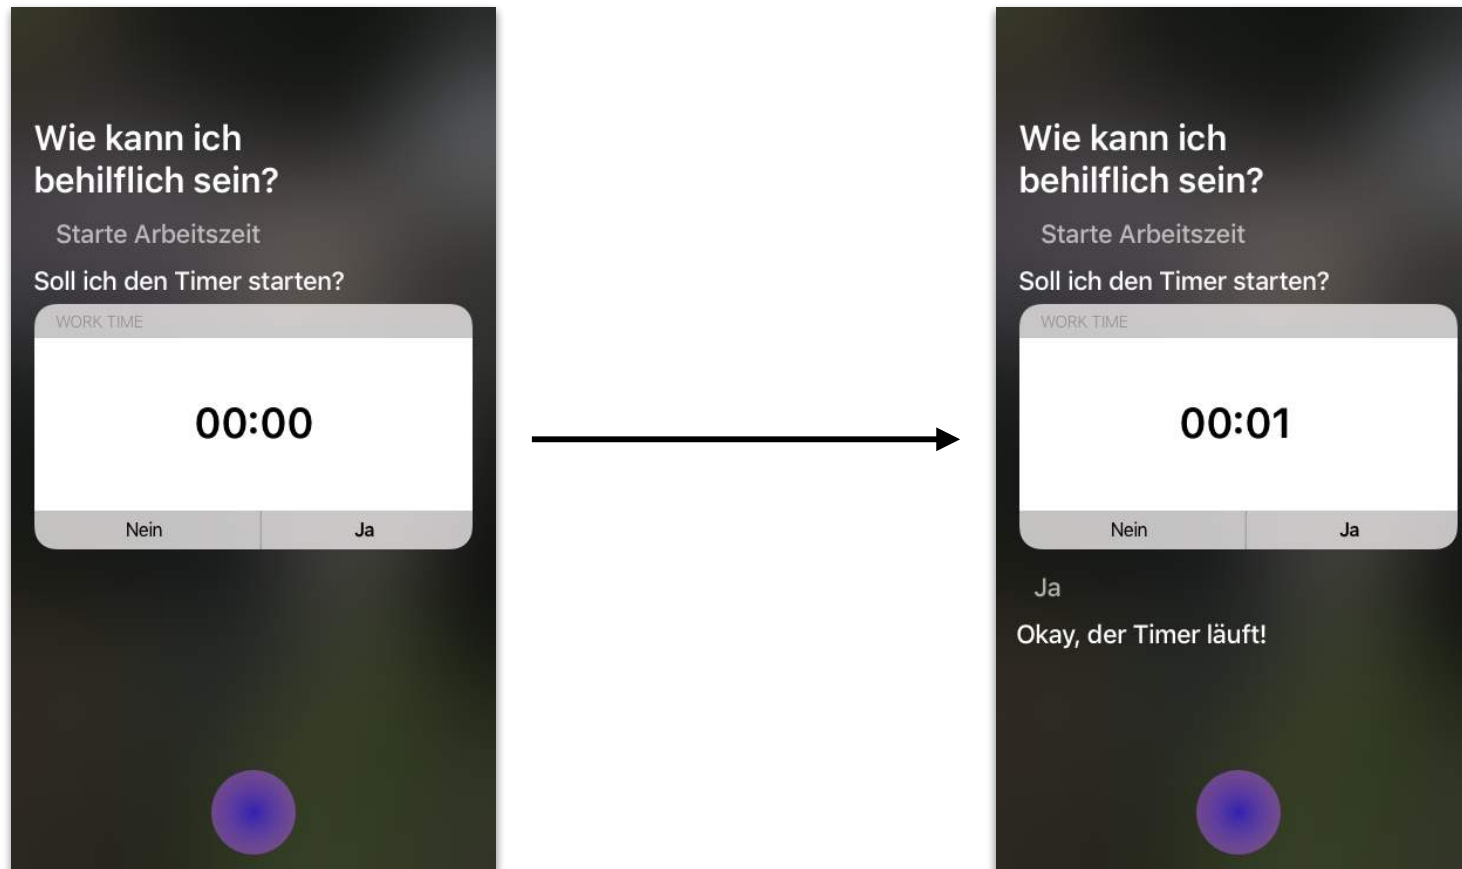 Wie kann ich
behilflich sein?
Starte Arbeitszeit
Soll ich den Timer starten?
WORK TIME
00:00
Nein
Ja
Wie kann ich
behilflich sein?
Starte Arbeitszeit
Soll ich den Timer starten?
WORK TIME
00:01
Nein
Ja
Ja
Okay, der Timer läuft!